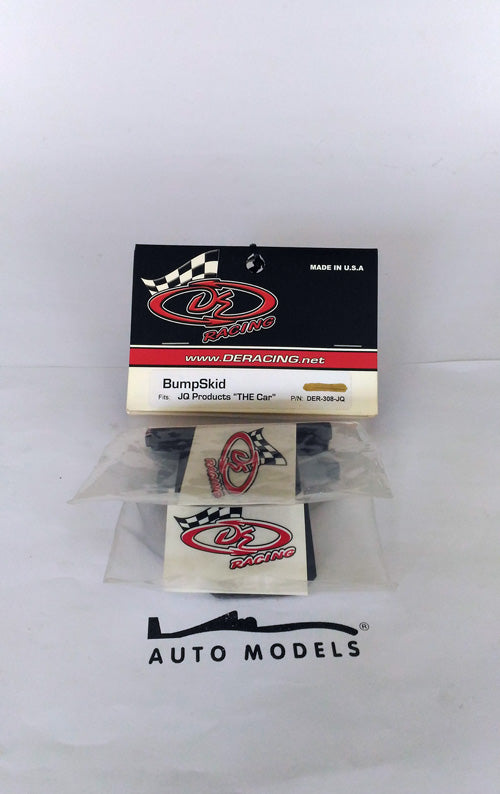 MADE IN U.S.A
DE
RACING
www.DERACING.net
BumpSkid
Fits: JQ Products "THE Car" P/N: DER-308-JQ
DE
RACING
DE
RACING
®
AUTO MODELS